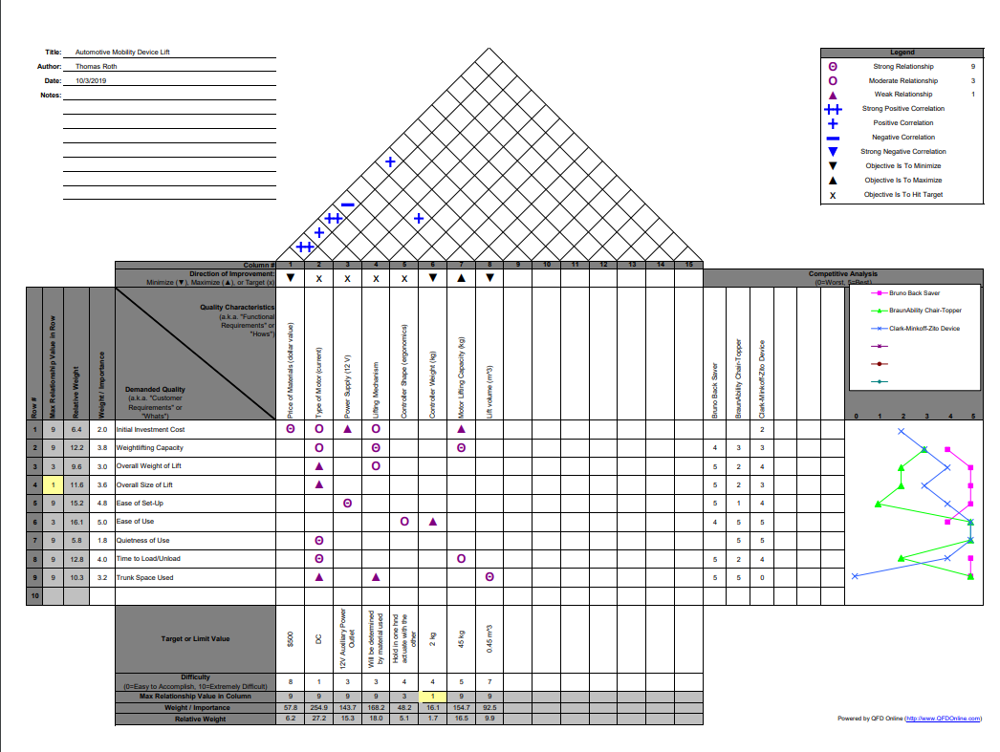 Title: Automotive Mobility Device Lift
Author: Thomas Roth
Date: 10/3/2019
Notes:
Legend
Θ Strong Relationship 9
Ο Moderate Relationship 3
▲ Weak Relationship 1
++ Strong Positive Correlation
+ Positive Correlation
▬ Negative Correlation
▼ Strong Negative Correlation
▼ Objective Is To Minimize
▲ Objective Is To Maximize
x Objective Is To Hit Target
+
▬
++ +
+
++
Column # 1 2 3 4 5 6 7 8 9 10 11 12 13 14 15
Direction of Improvement:
Minimize (▼), Maximize (▲), or Target (x)
▼ x x x x ▼ ▲ ▼
Competitive Analysis
(0=Worst, 5=Best)
Row #
Max Relationship Value in Row
Relative Weight
Weight / Importance
Quality Characteristics
(a.k.a. "Functional
Requirements" or
"Hows")
Demanded Quality
(a.k.a. "Customer
Requirements" or
"Whats")
Price of Materials (dollar value)
Type of Motor (current)
Power Supply (12 V)
Lifting Mechanism
Controller Shape (ergonomics)
Controller Weight (kg)
Motor Lifting Capacity (kg)
Lift volume (m^3)
Bruno Back Saver
BraunAbility Chair-Topper
Clark-Minkoff-Zito Device
Bruno Back Saver
BraunAbility Chair-Topper
Clark-Minkoff-Zito Device
0 1 2 3 4 5
1 9 6.4 2.0 Initial Investment Cost Θ Ο ▲ Ο ▲ 2
2 9 12.2 3.8 Weightlifting Capacity Ο Θ Θ 4 3 3
3 3 9.6 3.0 Overall Weight of Lift ▲ Ο 5 2 4
4 1 11.6 3.6 Overall Size of Lift ▲ 5 2 3
5 9 15.2 4.8 Ease of Set-Up Θ 5 1 4
6 3 16.1 5.0 Ease of Use Ο ▲ 4 5 5
7 9 5.8 1.8 Quietness of Use Θ 5 5
8 9 12.8 4.0 Time to Load/Unload Θ Ο 5 2 4
9 9 10.3 3.2 Trunk Space Used ▲ ▲ Θ 5 5 0
10
Target or Limit Value
$500
DC
12V Auxiliary Power
Outlet
Will be determined
by material used
Hold in one hnd
actuate with the
other
2 kg
45 kg
0.45 m^3
Difficulty
(0=Easy to Accomplish, 10=Extremely Difficult)
8 1 3 3 4 4 5 7
Max Relationship Value in Column 9 9 9 9 3 1 9 9
Weight / Importance 57.8 254.9 143.7 168.2 48.2 16.1 154.7 92.5
Relative Weight 6.2 27.2 15.3 18.0 5.1 1.7 16.5 9.9
Powered by QFD Online (http://www.QFDOnline.com)